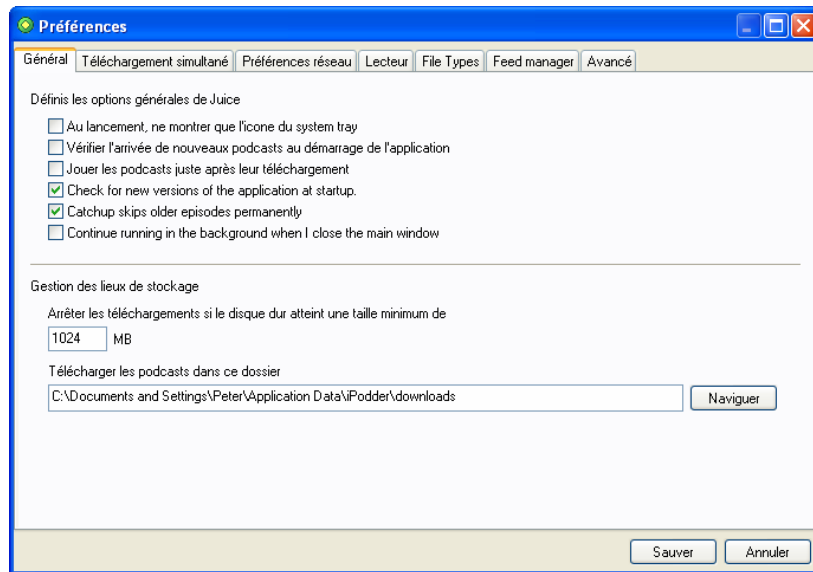 Préférences
Général Téléchargement simultané Préférences réseau Lecteur File Types Feed manager Avancé
Définis les options générales de Juice
Au lancement, ne montrer que l'icone du system tray
Vérifier l'arrivée de nouveaux podcasts au démarrage de l'application
Jouer les podcasts juste après leur téléchargement
Check for new versions of the application at startup.
Catchup skips older episodes permanently
Continue running in the background when I close the main window
Gestion des lieux de stockage
Arrêter les téléchargements si le disque dur atteint une taille minimum de
1024 MB
Télécharger les podcasts dans ce dossier
C:\Documents and Settings\Peter\Application Data\iPodder\downloads Naviguer
Sauver Annuler